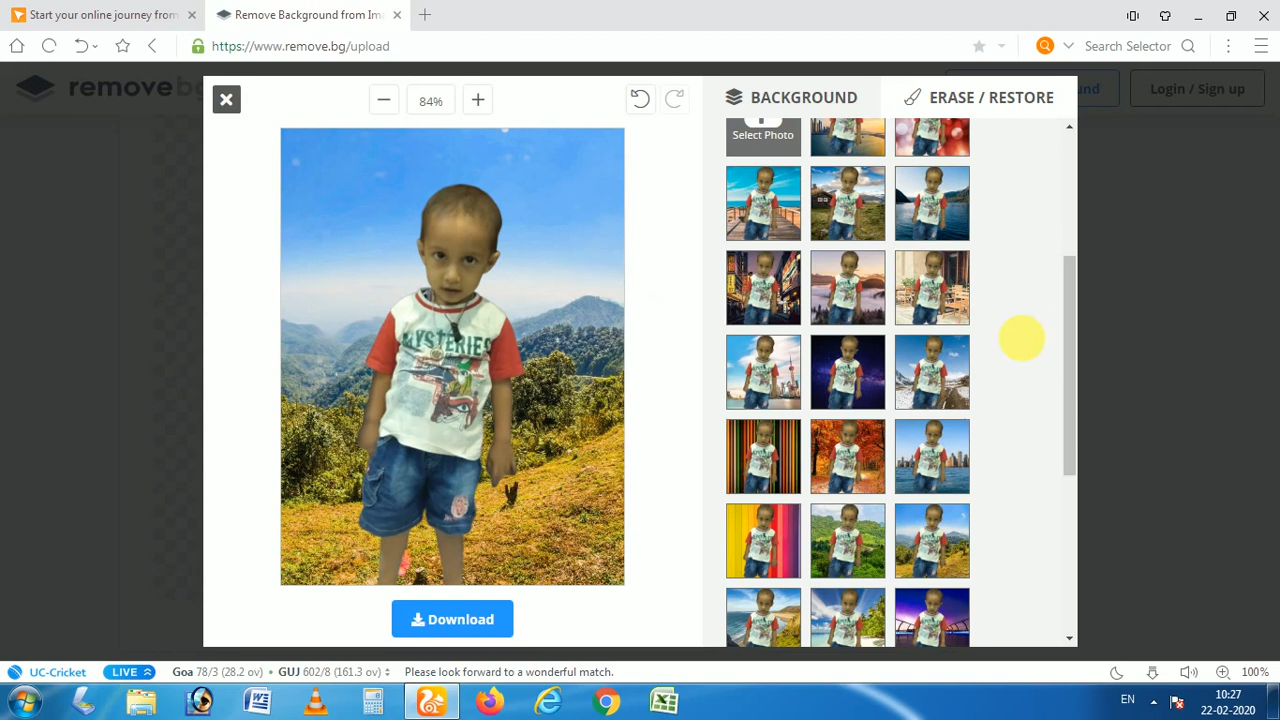 Start your online journey from
Remove Background from Ima
https://www.remove.bg/upload
Search Selector
remove
Login / Sign up
84%
BACKGROUND
ERASE / RESTORE
Select Photo
MYSTERIES
Download
UC-Cricket
LIVE
Goa 78/3 (28.2 ov) • GUJ 602/8 (161.3 ov)
Please look forward to a wonderful match.
100%
EN
10:27
22-02-2020